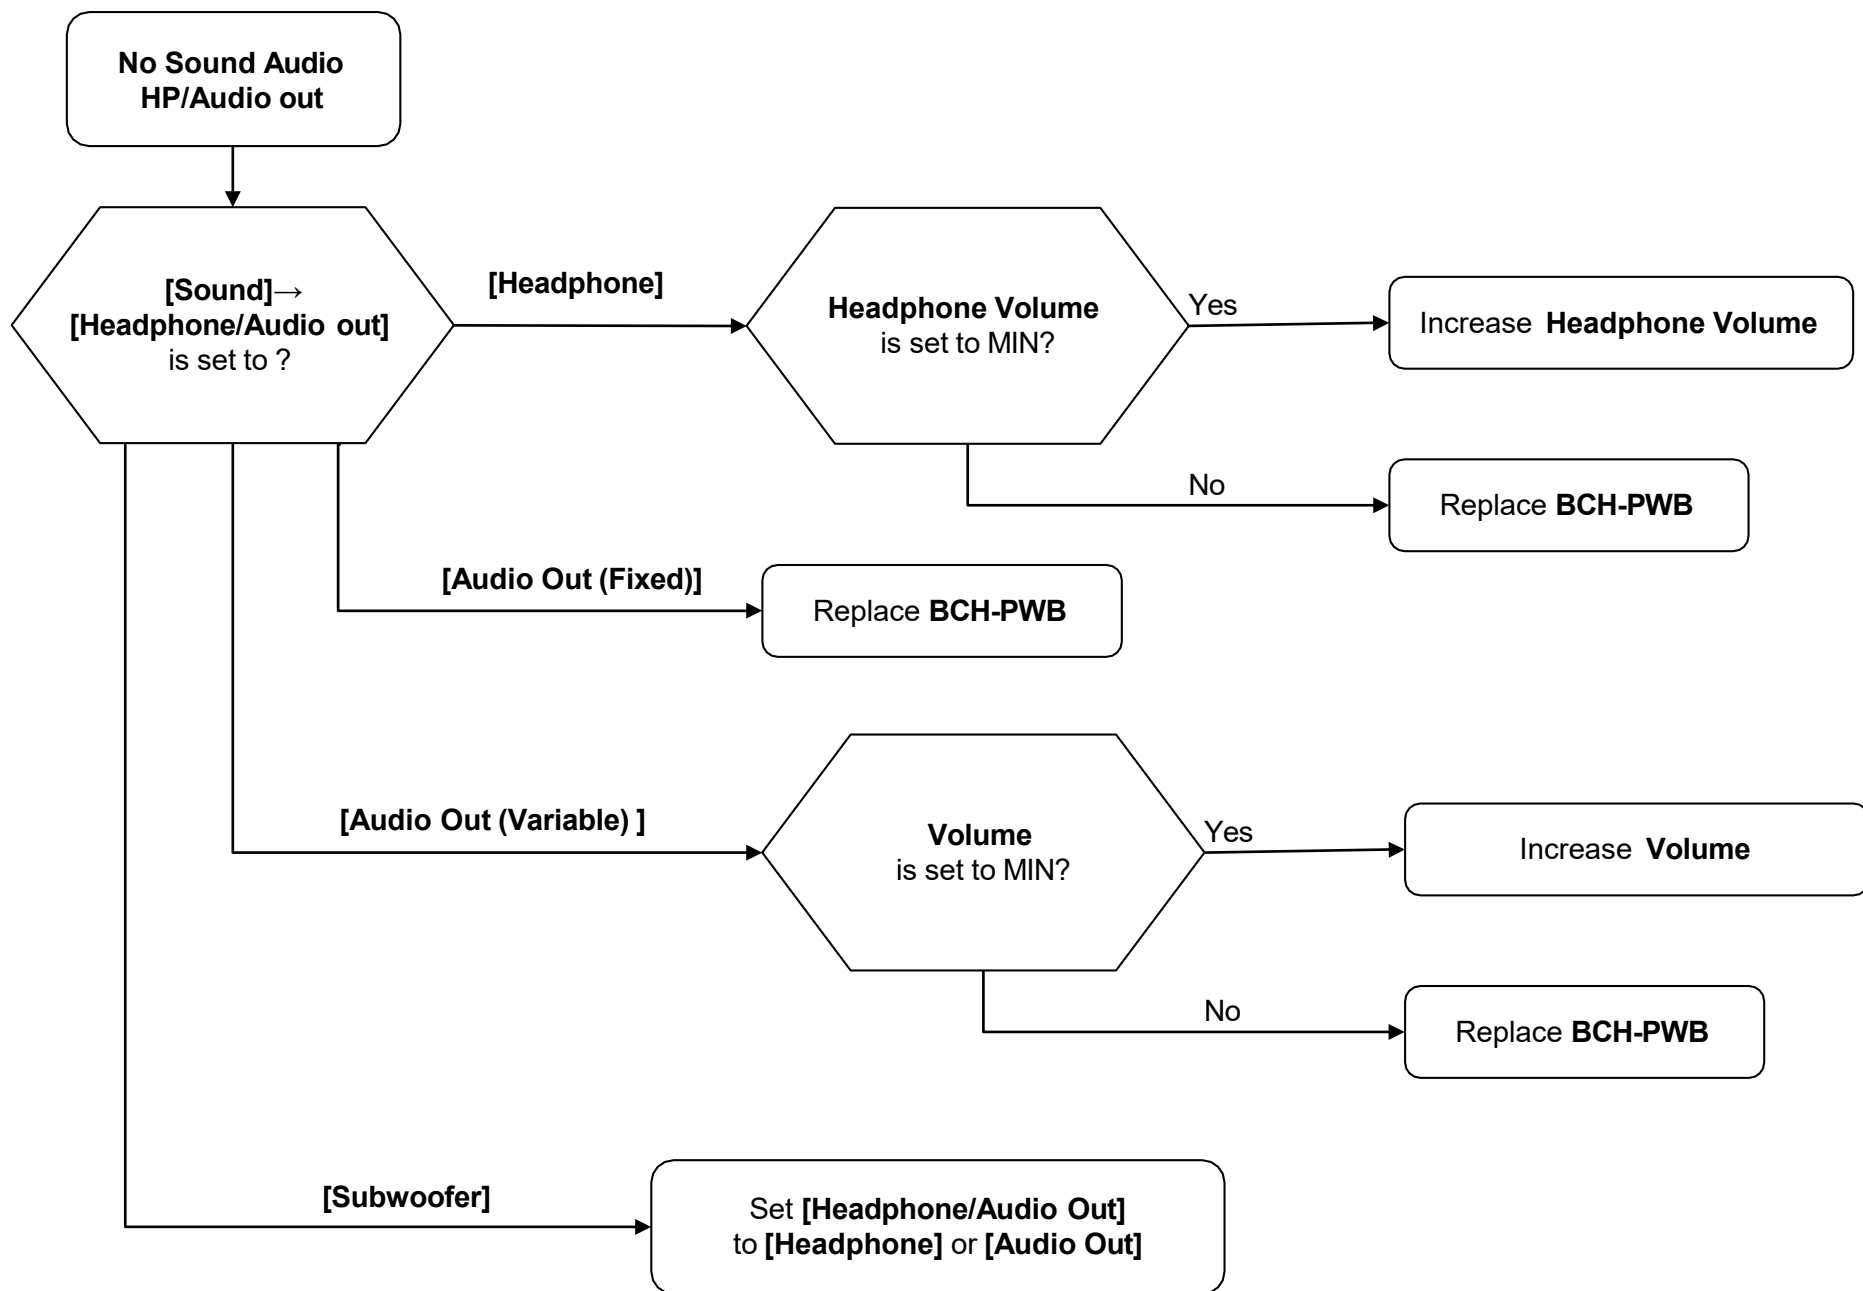 No Sound Audio
HP/Audio out
[Sound]→
[Headphone/Audio out]
is set to ?
[Headphone]
Headphone Volume
is set to MIN?
Yes
Increase Headphone Volume
No
Replace BCH-PWB
[Audio Out (Fixed)]
Replace BCH-PWB
[Audio Out (Variable) ]
Volume
is set to MIN?
Yes
Increase Volume
No
Replace BCH-PWB
[Subwoofer]
Set [Headphone/Audio Out]
to [Headphone] or [Audio Out]